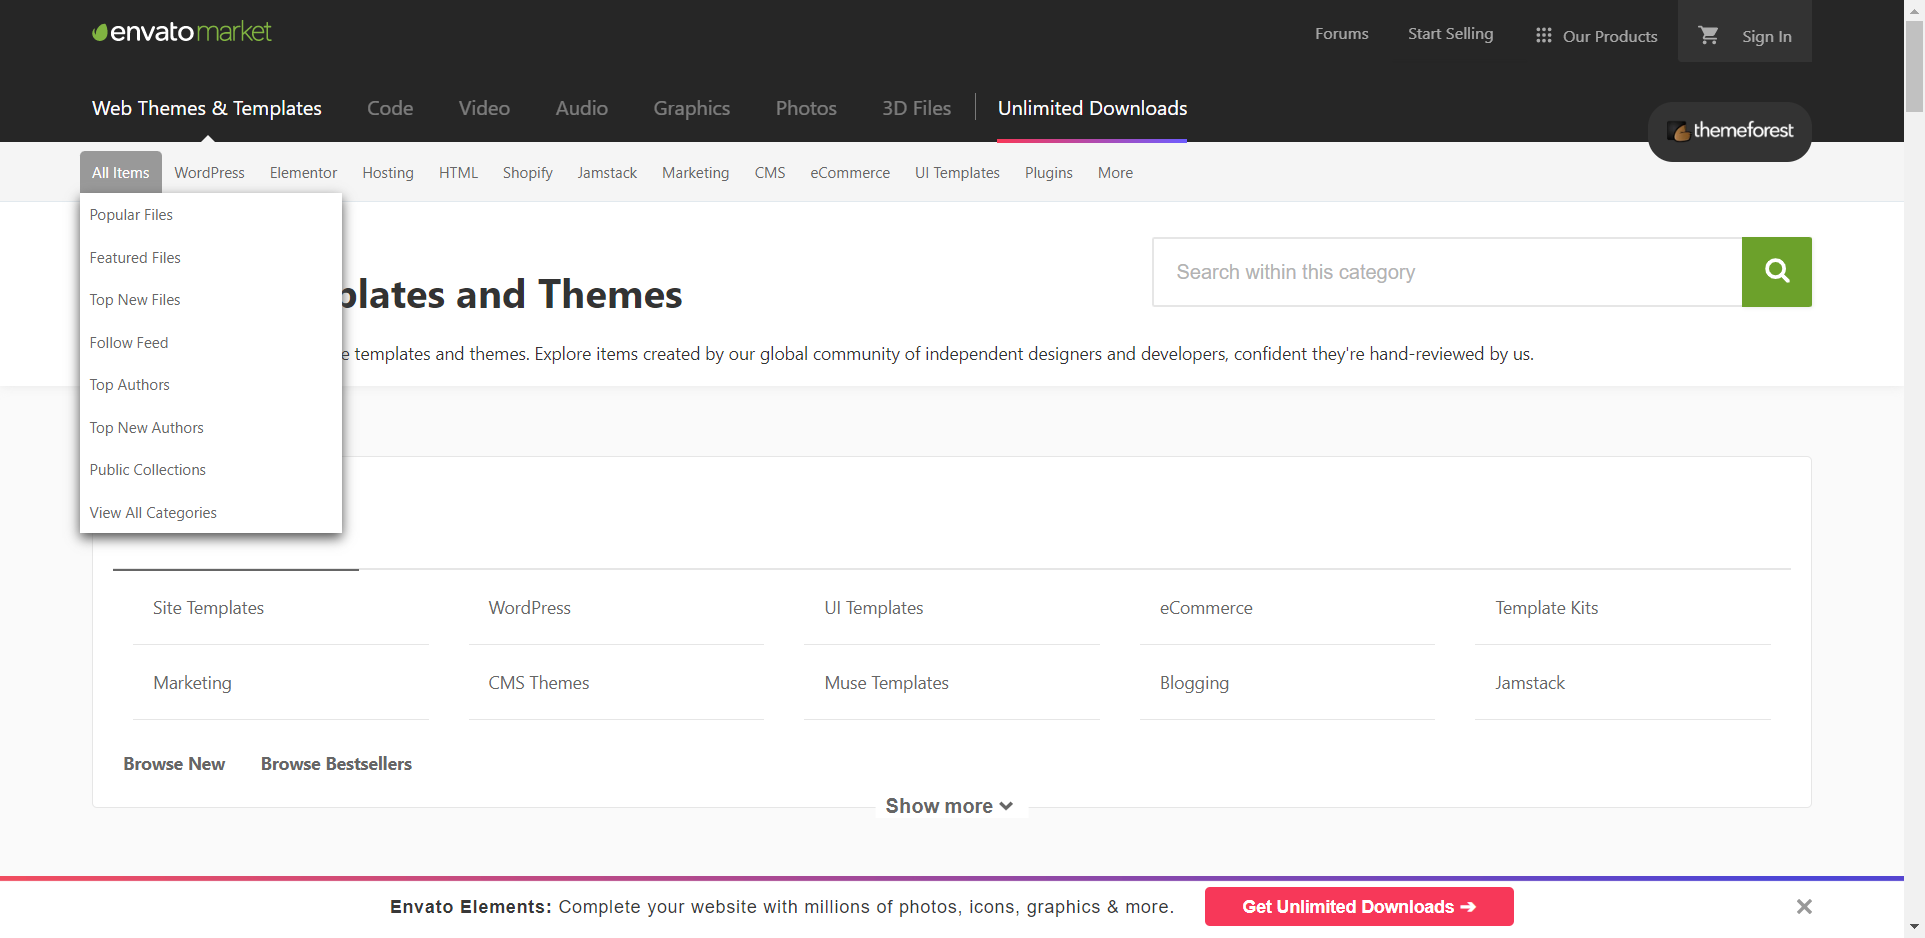 envato market
Forums
Start Selling
Our Products
Sign In
Web Themes & Templates
Code
Video
Audio
Graphics
Photos
3D Files
Unlimited Downloads
themeforest
All Items
WordPress
Elementor
Hosting
HTML
Shopify
Jamstack
Marketing
CMS
eCommerce
UI Templates
Plugins
More
Popular Files
Featured Files
Top New Files
Follow Feed
Top Authors
Top New Authors
Public Collections
View All Categories
Search within this category
plates and Themes
e templates and themes. Explore items created by our global community of independent designers and developers, confident they're hand-reviewed by us.
Site Templates
WordPress
UI Templates
eCommerce
Template Kits
Marketing
CMS Themes
Muse Templates
Blogging
Jamstack
Browse New
Browse Bestsellers
Show more
Envato Elements: Complete your website with millions of photos, icons, graphics & more.
Get Unlimited Downloads ➔